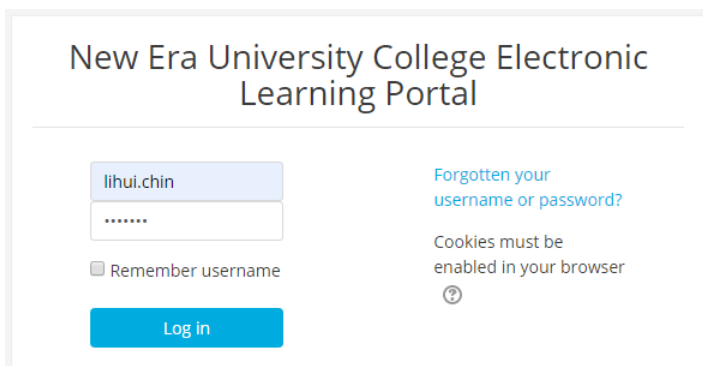 New Era University College Electronic
Learning Portal
lihui.chin
•••••••
Remember username
Log in
Forgotten your
username or password?
Cookies must be
enabled in your browser
?